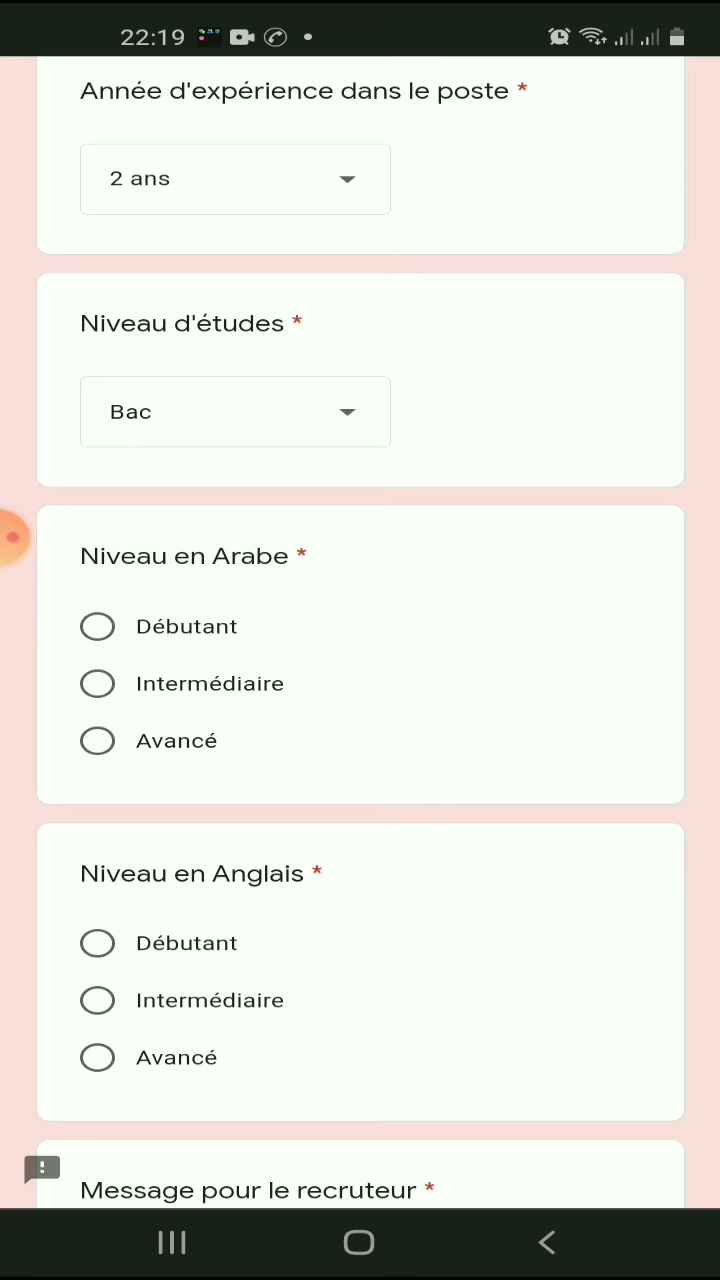 22:19
Année d'expérience dans le poste *
2 ans
Niveau d'études *
Bac
Niveau en Arabe *
Débutant
Intermédiaire
Avancé
Niveau en Anglais *
Débutant
Intermédiaire
Avancé
Message pour le recruteur *